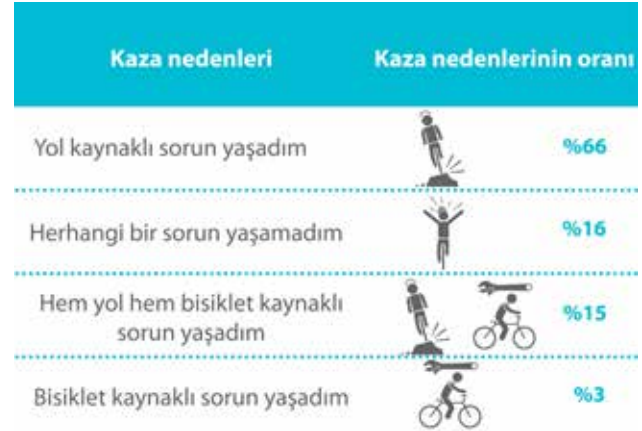 Kaza nedenleri Kaza nedenlerinin oranı
Yol kaynaklı sorun yaşadım %66
Herhangi bir sorun yaşamadım %16
Hem yol hem bisiklet kaynaklı
sorun yaşadım %15
Bisiklet kaynaklı sorun yaşadım %3